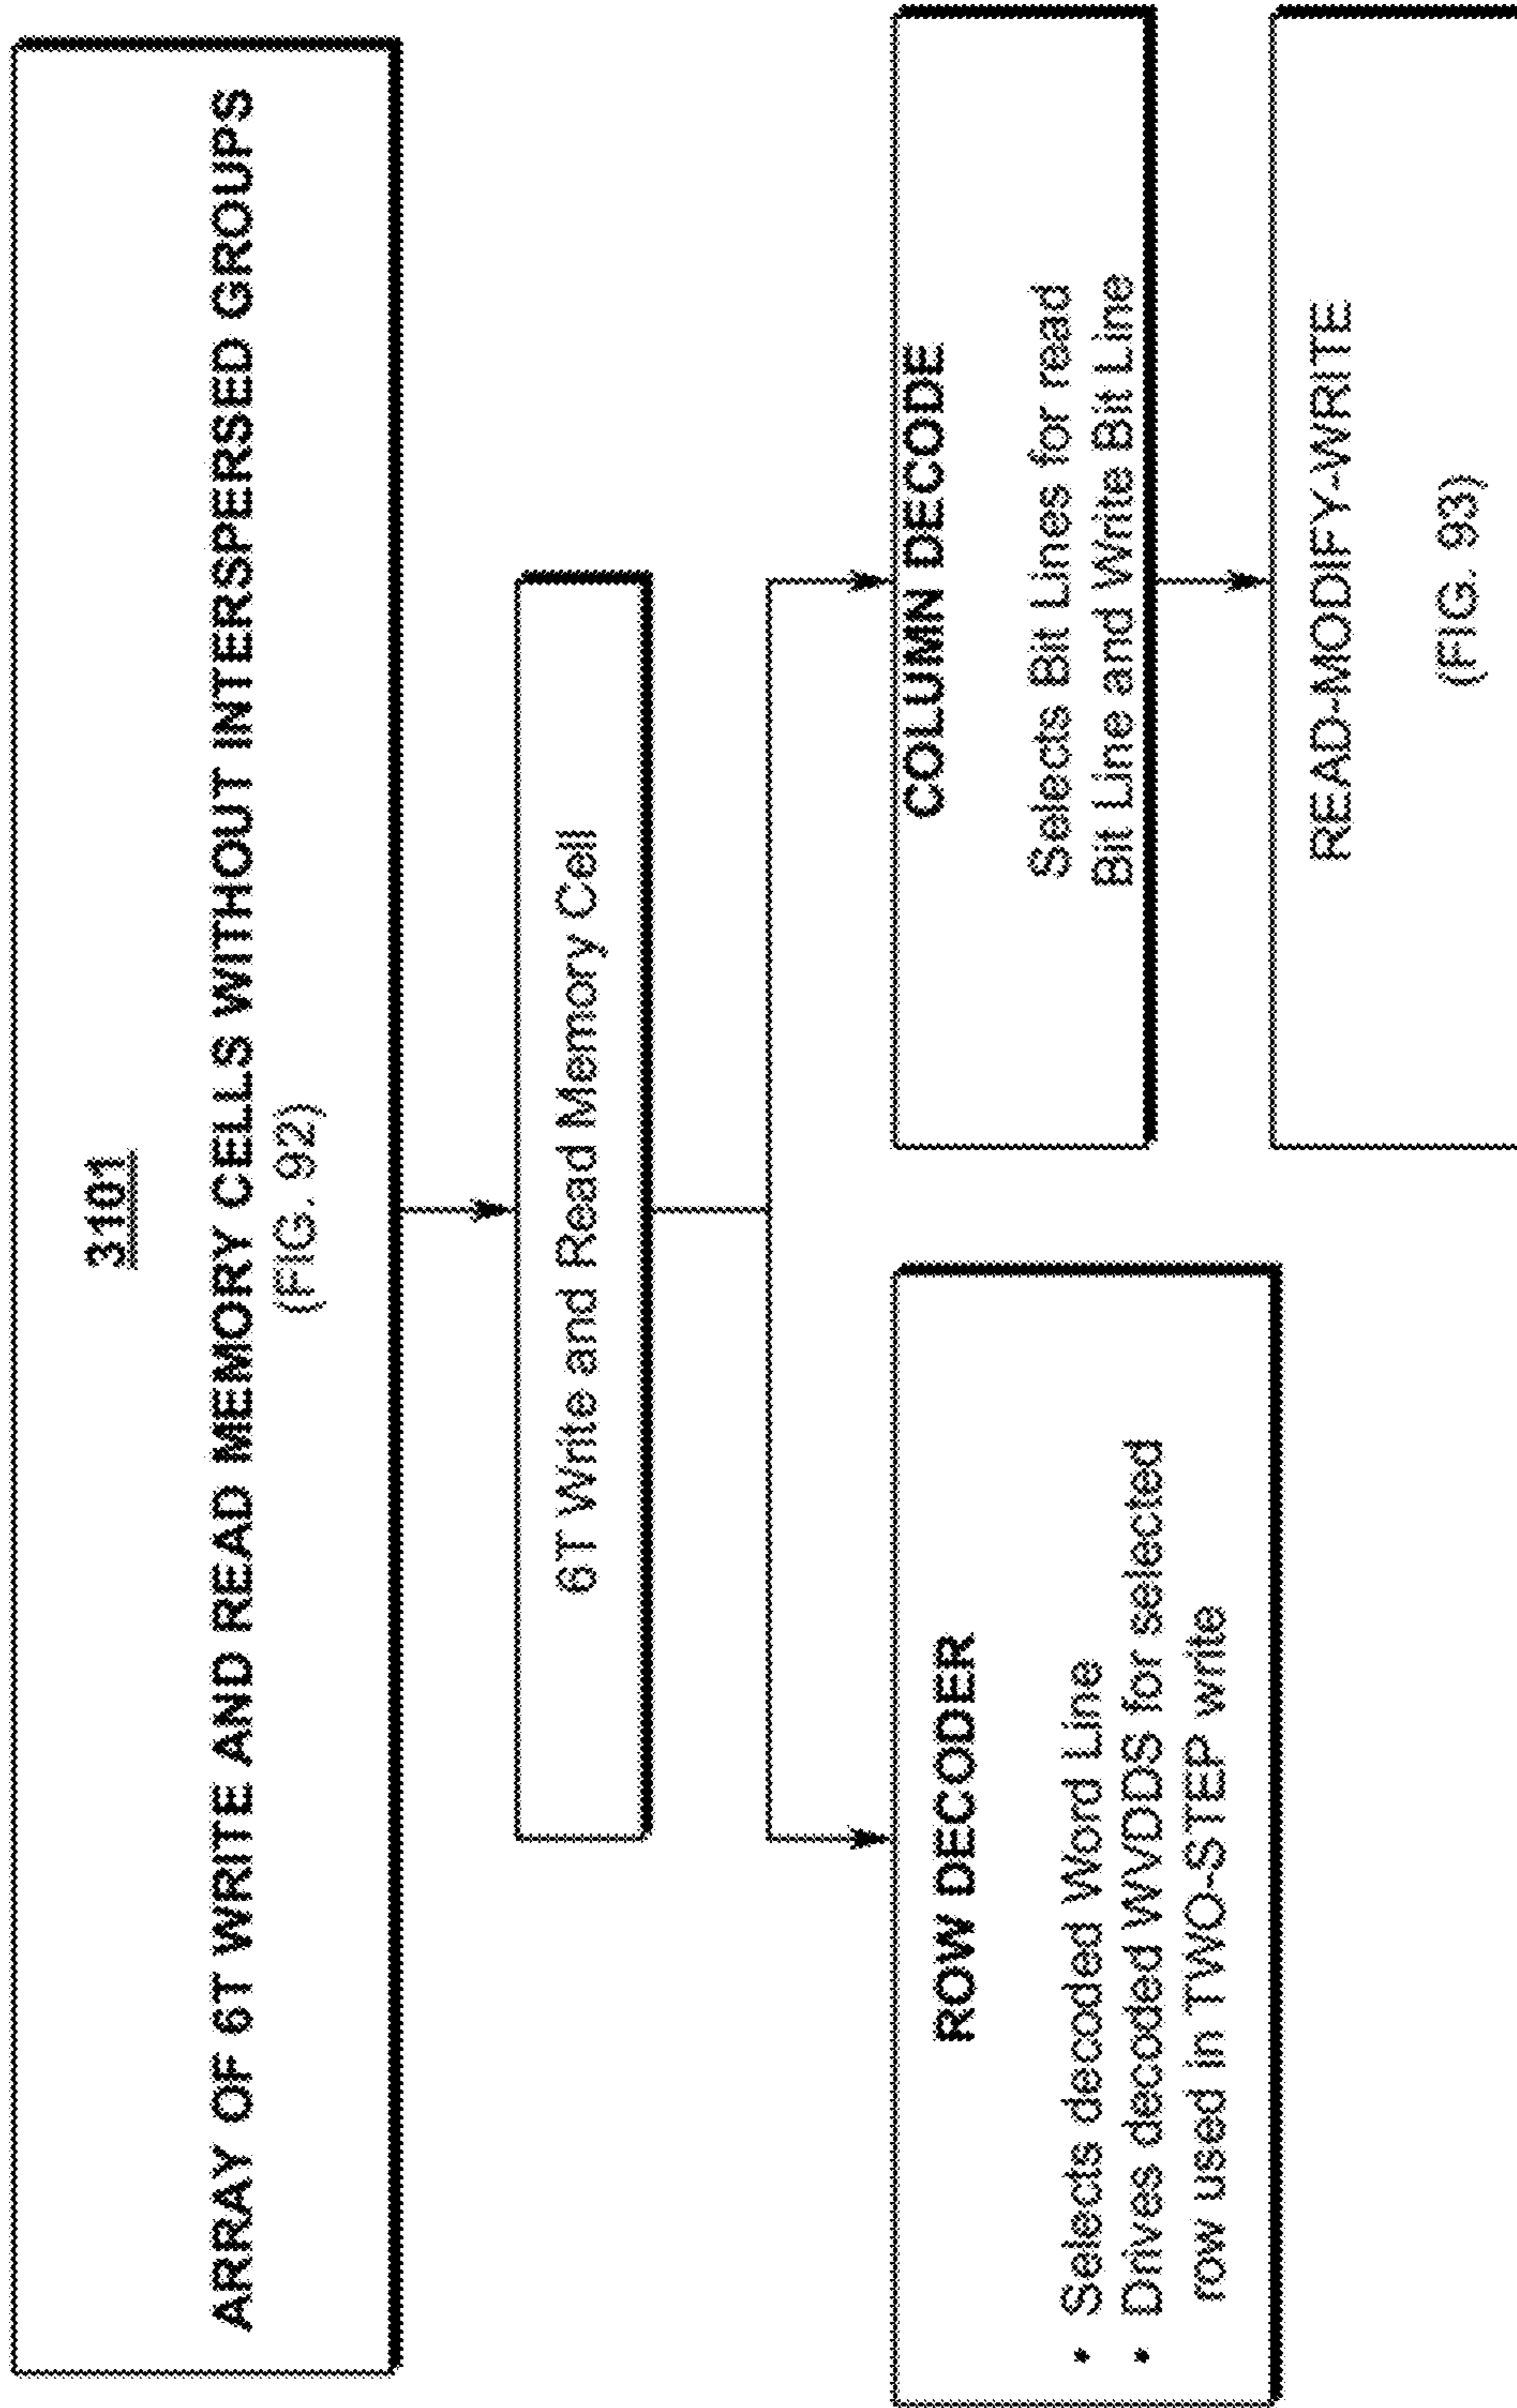 3101
ARRAY OF 6T WRITE AND READ MEMORY CELLS WITHOUT INTERSPERSED GROUPS
(FIG. 92)
6T Write and Read Memory Cell
ROW DECODER
• Selects decoded Word Line
• Drives decoded WVDDS for selected
row used in TWO-STEP write
COLUMN DECODE
Selects Bit Lines for read
Bit Line and Write Bit Line
READ-MODIFY-WRITE
(FIG. 93)